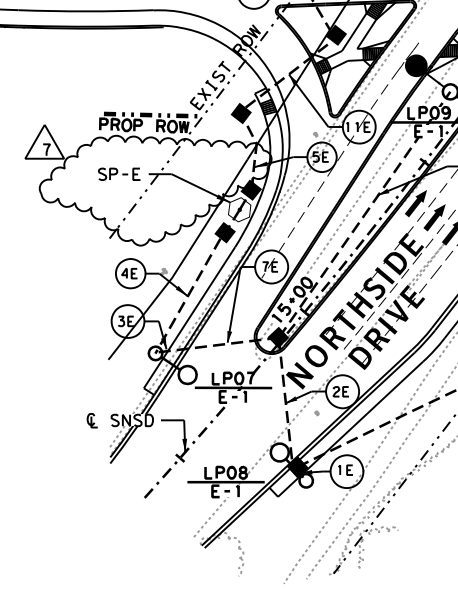 EXIST ROW
PROP ROW
7
SP-E
11E
5E
LP09
E-1
4E
7E
15+00
3E
NORTHSIDE
DRIVE
LP07
E-1
2E
℄ SNSD
LP08
E-1
1E